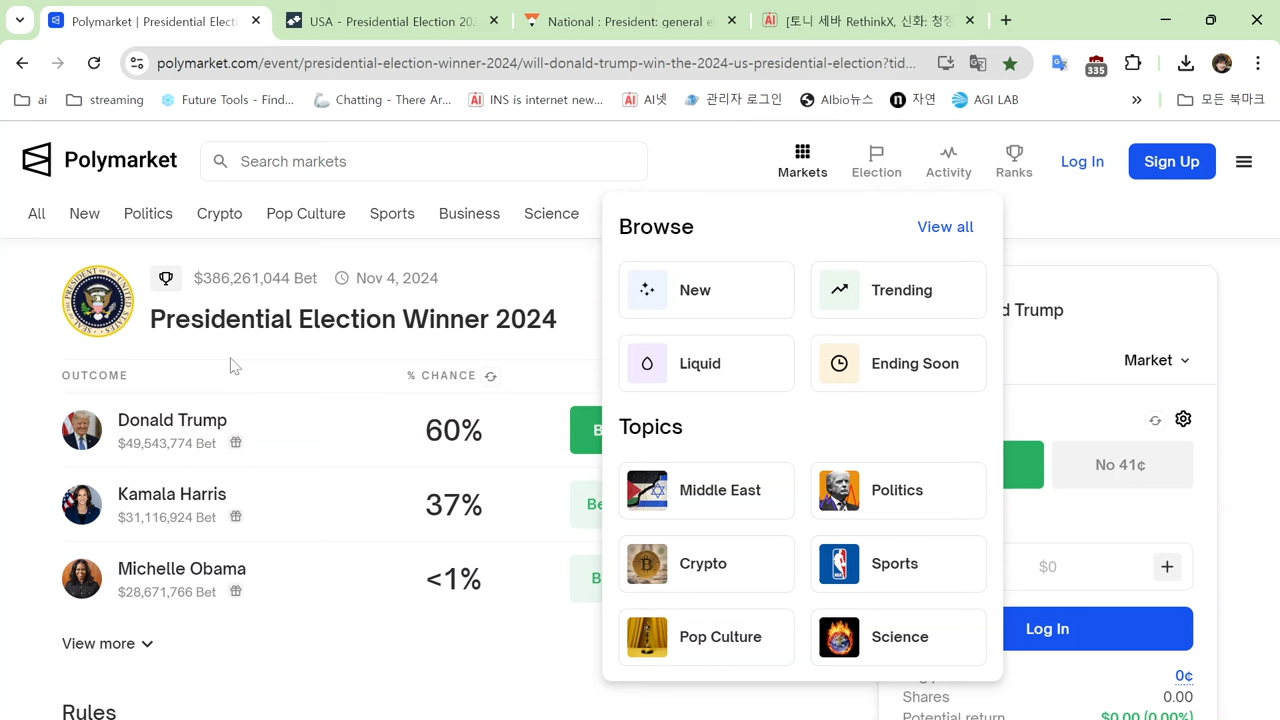 Polymarket | Presidential Electi
USA - Presidential Election 202
National : President: general el
[토니 세바 RethinkX, 신화: 청정
polymarket.com/event/presidential-election-winner-2024/will-donald-trump-win-the-2024-us-presidential-election?tid...
335
ai
streaming
Future Tools - Find...
Chatting - There Ar...
AI
INS is internet new...
AI
AI넷
관리자 로그인
AIbio뉴스
자연
AGI LAB
»
모든 북마크
Polymarket
Search markets
Markets
Election
Activity
Ranks
Log In
Sign Up
All
New
Politics
Crypto
Pop Culture
Sports
Business
Science
Browse
View all
New
Trending
Liquid
Ending Soon
Topics
Middle East
Politics
Crypto
Sports
Pop Culture
Science
$386,261,044 Bet
Nov 4, 2024
Presidential Election Winner 2024
OUTCOME
% CHANCE
Donald Trump
$49,543,774 Bet
60%
B
Kamala Harris
$31,116,924 Bet
37%
Be
Michelle Obama
$28,671,766 Bet
<1%
B
View more
Rules
d Trump
Market
No 41¢
$0
+
Log In
0¢
Shares
0.00
Potential return
$0.00 (0.00%)